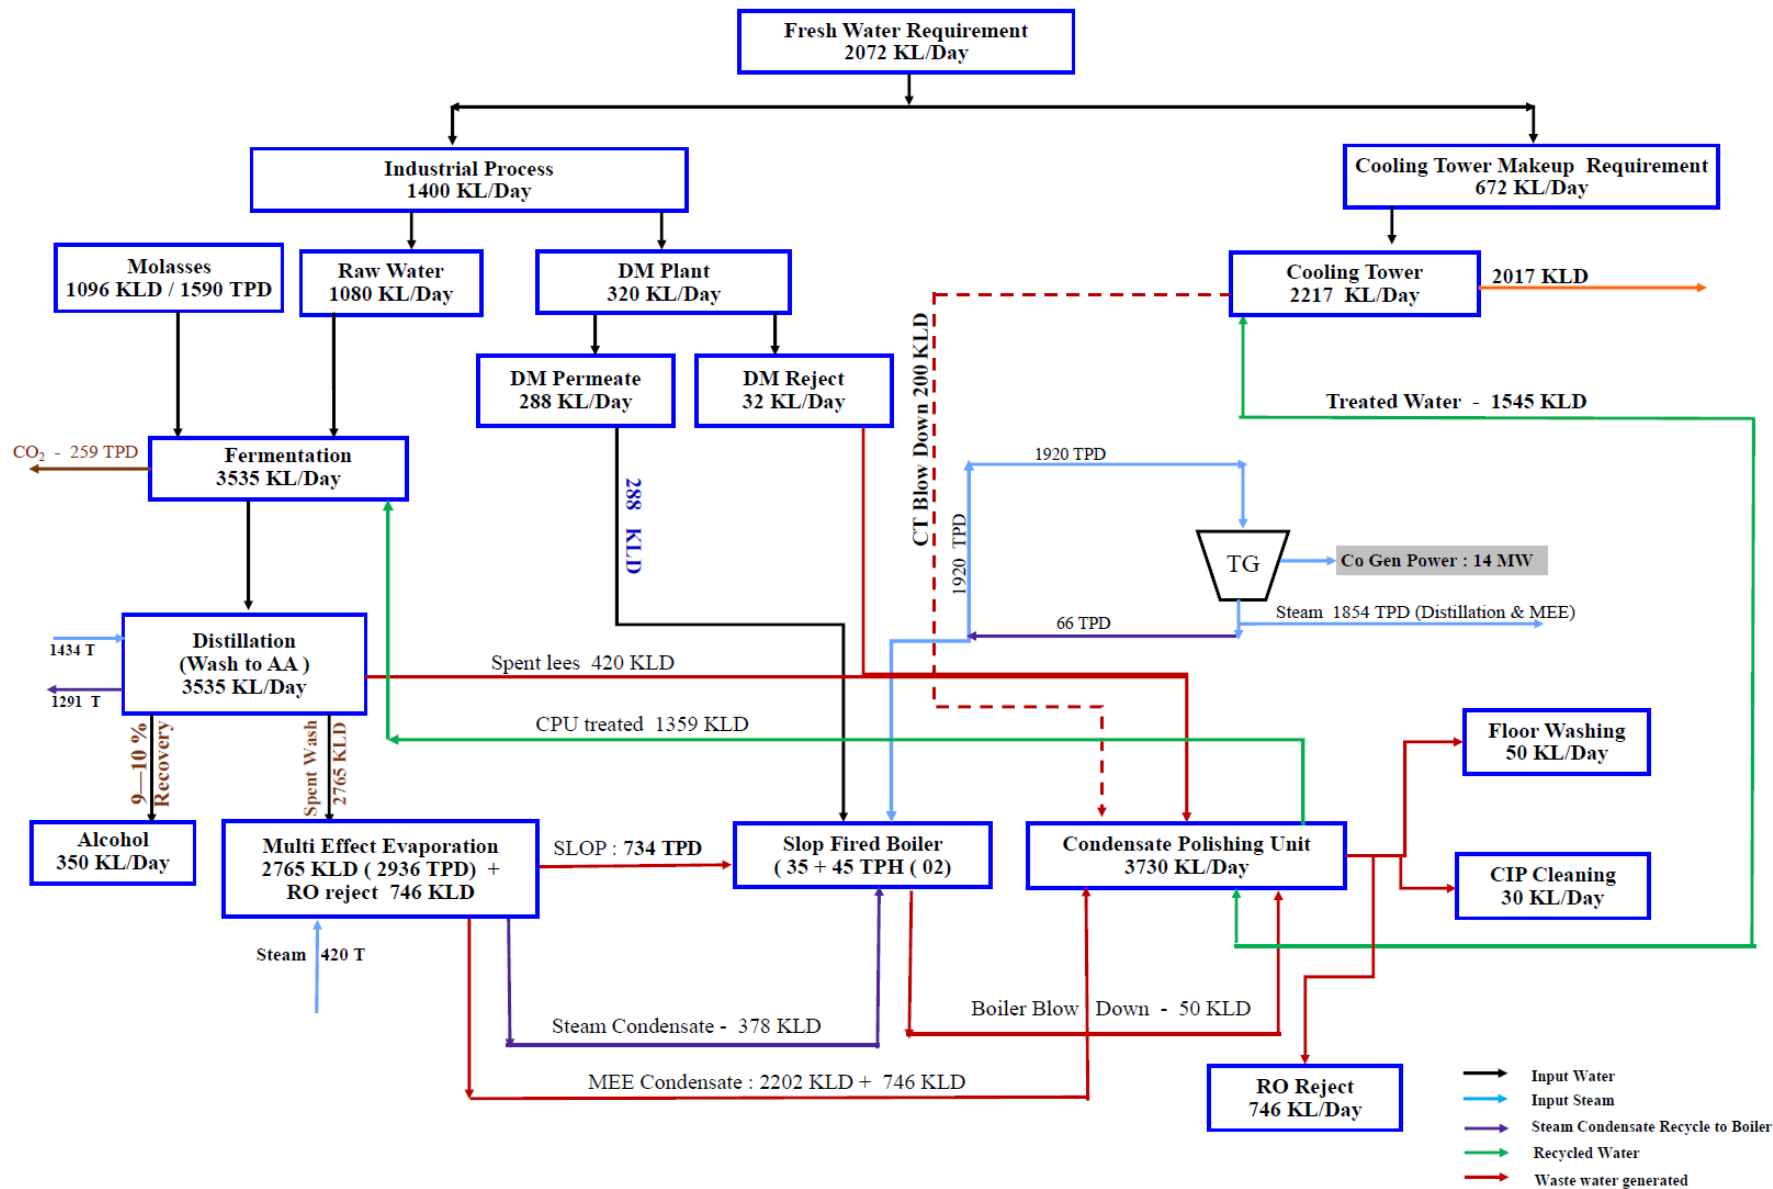 Fresh Water Requirement
2072 KL/Day
Industrial Process
1400 KL/Day
Cooling Tower Makeup Requirement
672 KL/Day
Molasses
1096 KLD / 1590 TPD
Raw Water
1080 KL/Day
DM Plant
320 KL/Day
Cooling Tower
2217 KL/Day
2017 KLD
DM Permeate
288 KL/Day
DM Reject
32 KL/Day
CT Blow Down 200 KLD
Treated Water - 1545 KLD
CO₂ - 259 TPD
Fermentation
3535 KL/Day
288 KLD
1920 TPD
1920 TPD
TG
Co Gen Power : 14 MW
Steam 1854 TPD (Distillation & MEE)
66 TPD
1434 T
1291 T
Distillation
(Wash to AA )
3535 KL/Day
Spent lees 420 KLD
CPU treated 1359 KLD
9—10 %
Recovery
Spent Wash
2765 KLD
Floor Washing
50 KL/Day
Alcohol
350 KL/Day
Multi Effect Evaporation
2765 KLD ( 2936 TPD) +
RO reject 746 KLD
SLOP : 734 TPD
Slop Fired Boiler
( 35 + 45 TPH ( 02)
Condensate Polishing Unit
3730 KL/Day
CIP Cleaning
30 KL/Day
Steam 420 T
Steam Condensate - 378 KLD
Boiler Blow Down - 50 KLD
MEE Condensate : 2202 KLD + 746 KLD
RO Reject
746 KL/Day
Input Water
Input Steam
Steam Condensate Recycle to Boiler
Recycled Water
Waste water generated